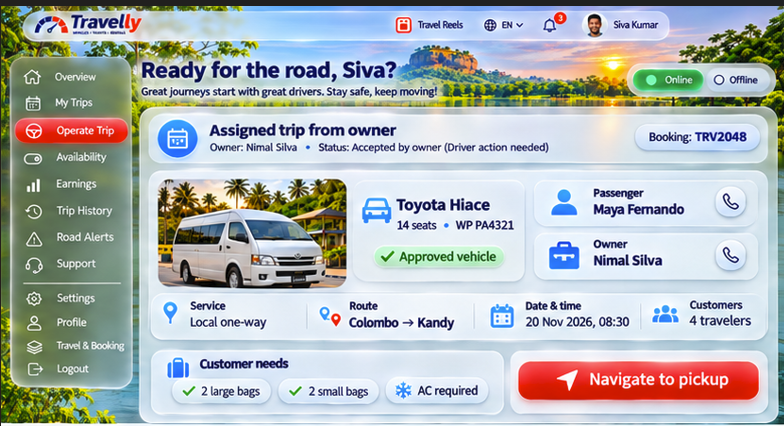 Travelly
Travel Reels
EN
3
Siva Kumar
Overview
My Trips
Operate Trip
Availability
Earnings
Trip History
Road Alerts
Support
Settings
Profile
Travel & Booking
Logout
Ready for the road, Siva?
Great journeys start with great drivers. Stay safe, keep moving!
Online
Offline
Assigned trip from owner
Owner: Nimal Silva • Status: Accepted by owner (Driver action needed)
Booking: TRV2048
Toyota Hiace
14 seats • WP PA4321
Approved vehicle
Passenger
Maya Fernando
Owner
Nimal Silva
Service
Local one-way
Route
Colombo → Kandy
Date & time
20 Nov 2026, 08:30
Customers
4 travelers
Customer needs
2 large bags
2 small bags
AC required
Navigate to pickup